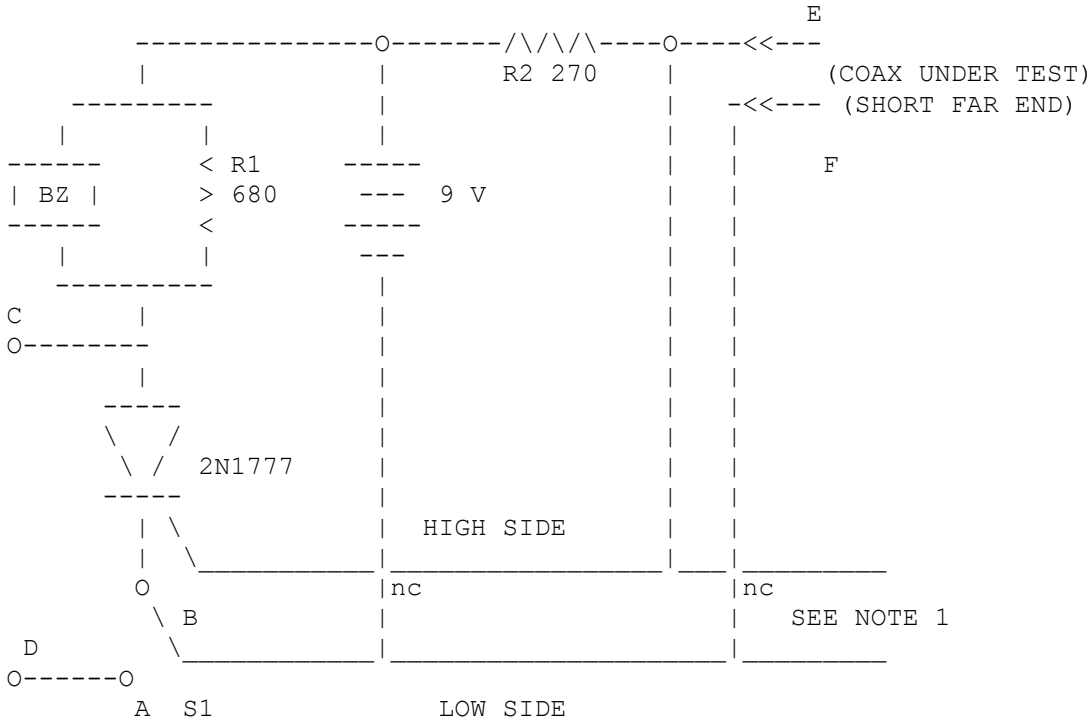 E
R2 270
(COAX UNDER TEST)
(SHORT FAR END)
R1
F
BZ
680
9 V
C
2N1777
HIGH SIDE
nc
nc
B
SEE NOTE 1
D
A S1
LOW SIDE